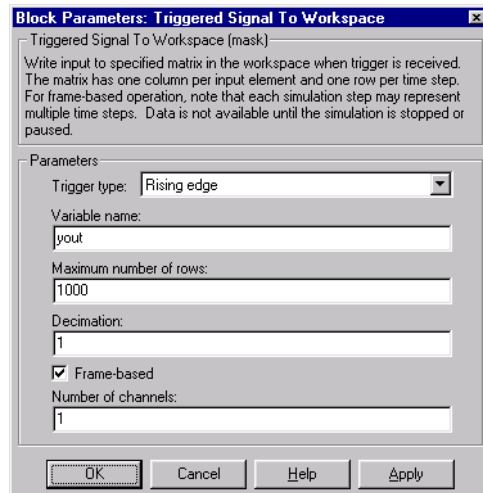 Block Parameters: Triggered Signal To Workspace
Triggered Signal To Workspace (mask)
Write input to specified matrix in the workspace when trigger is received.
The matrix has one column per input element and one row per time step.
For frame-based operation, note that each simulation step may represent
multiple time steps. Data is not available until the simulation is stopped or
paused.
Parameters
Trigger type: Rising edge
Variable name:
yout
Maximum number of rows:
1000
Decimation:
1
Frame-based
Number of channels:
1
OK Cancel Help Apply